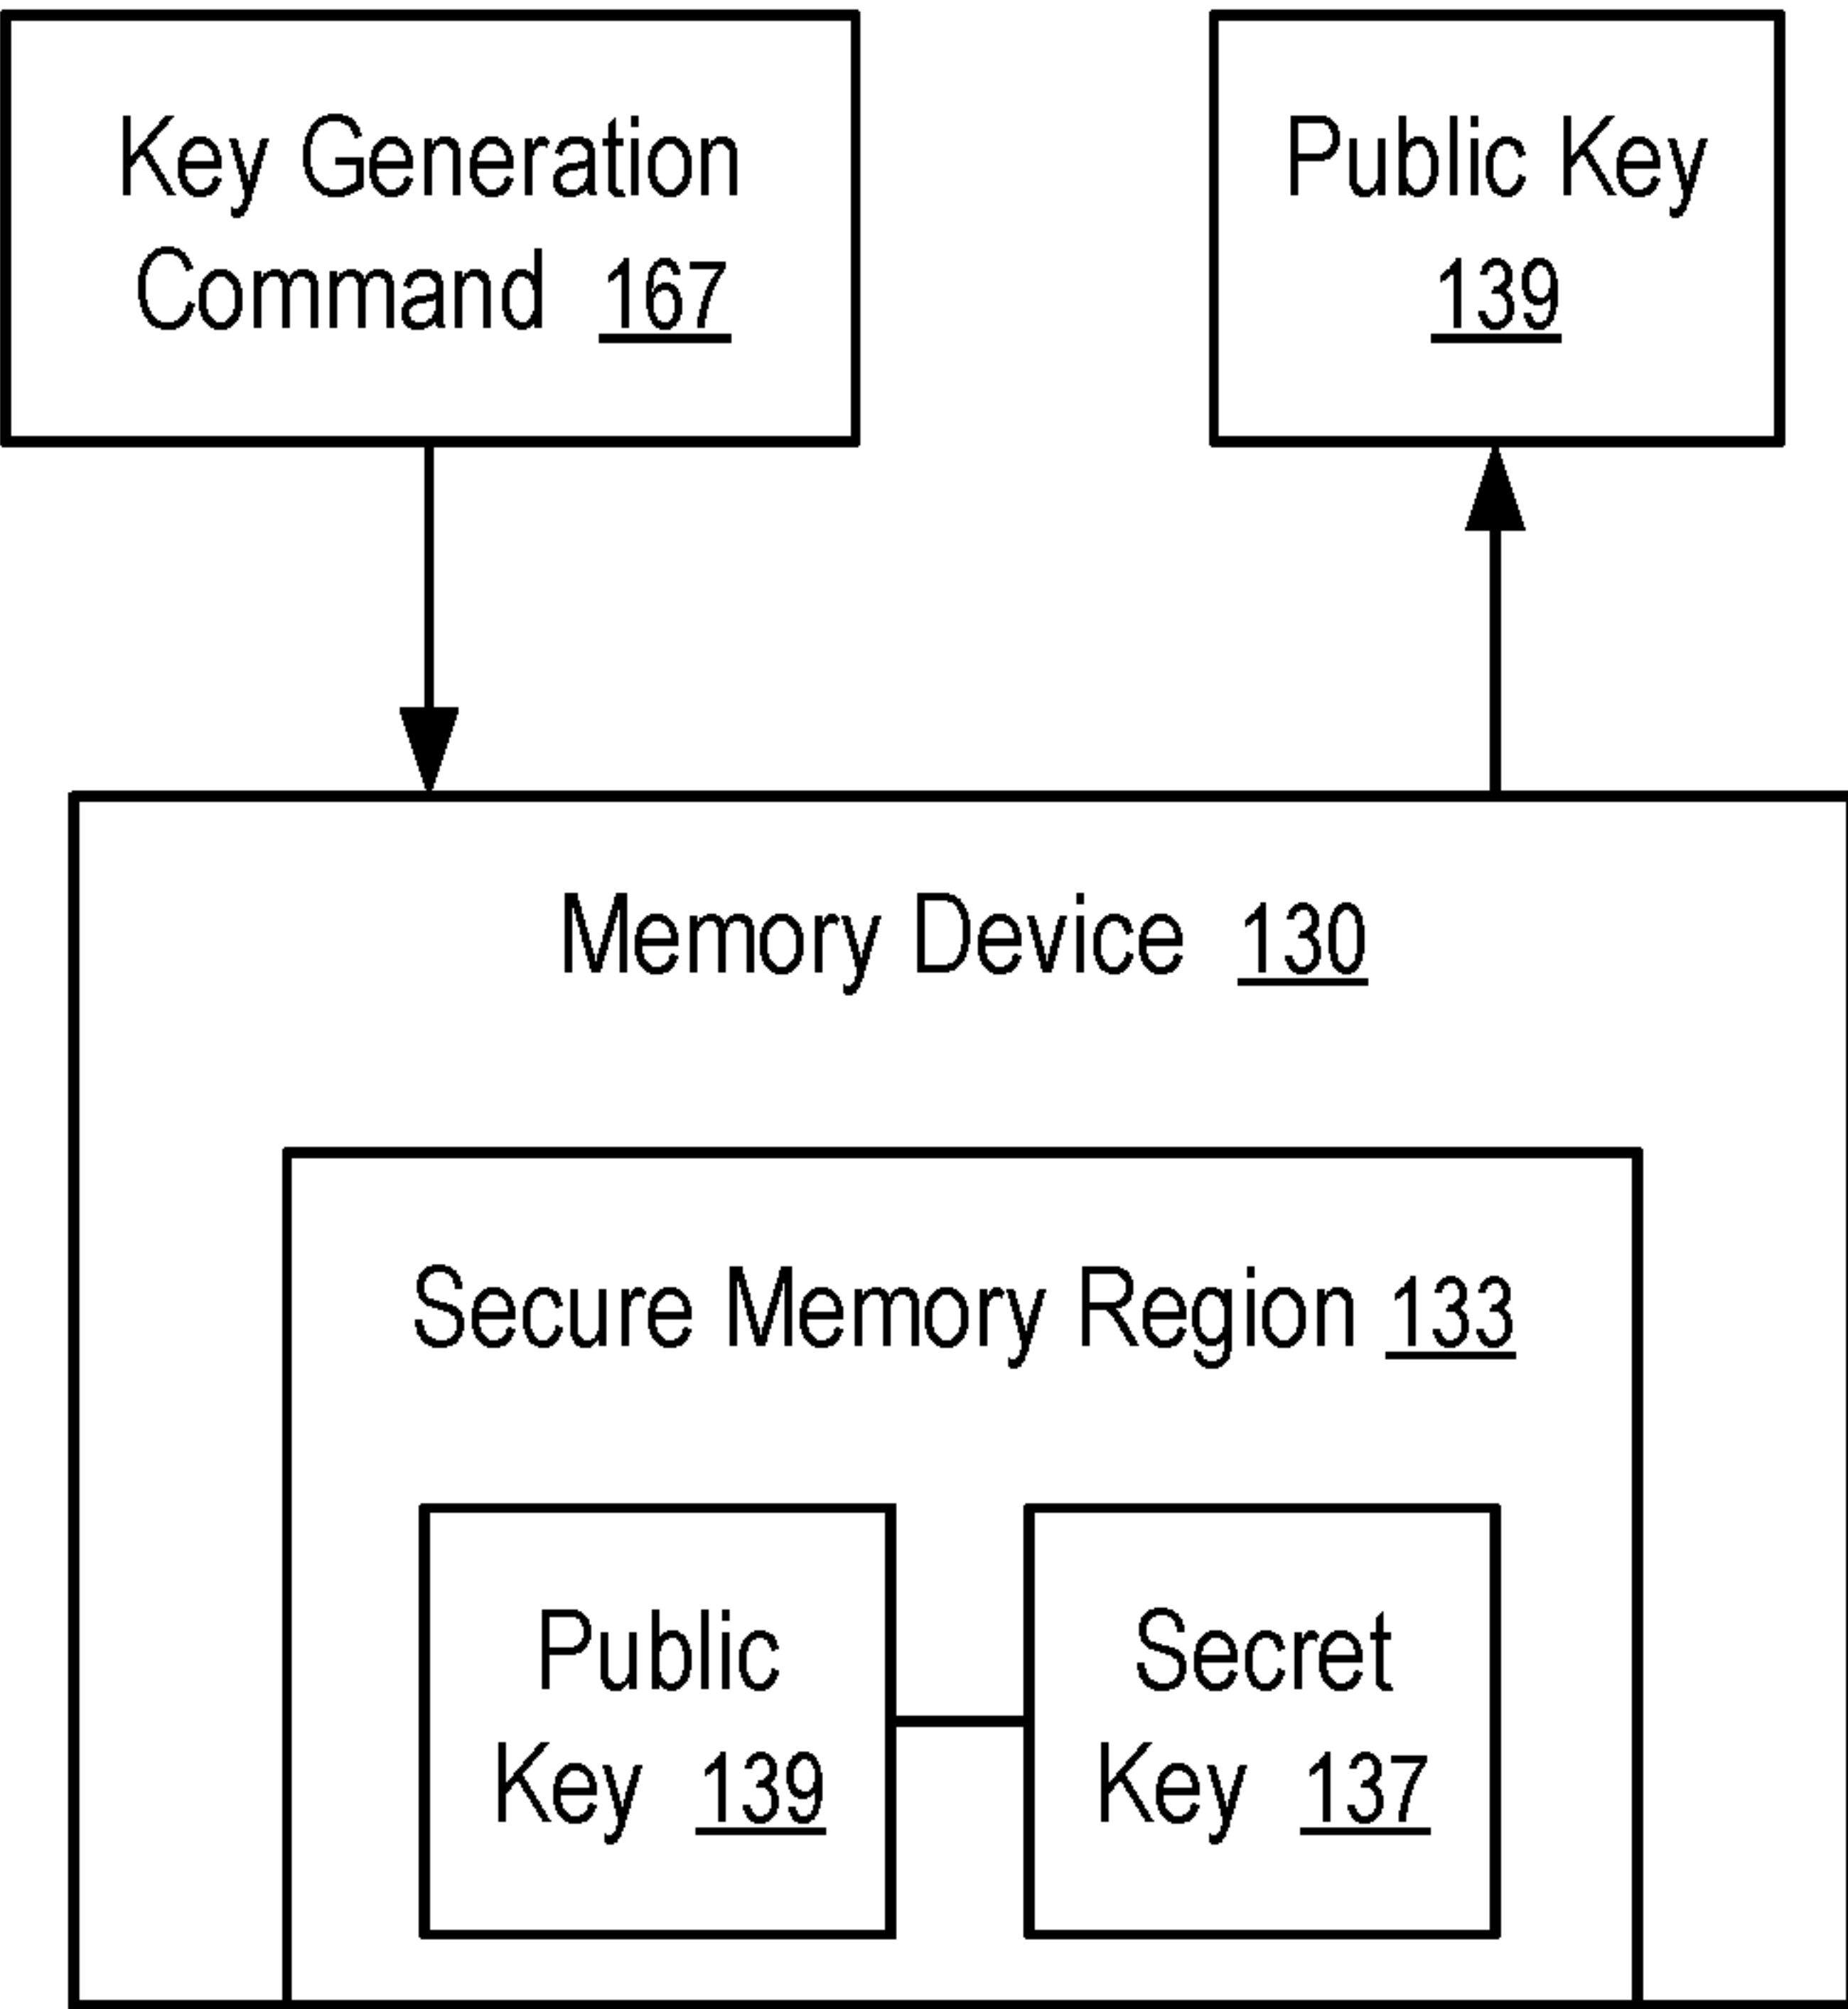 Key Generation
Command 167
Public Key
139
Memory Device 130
Secure Memory Region 133
Public
Key 139
Secret
Key 137